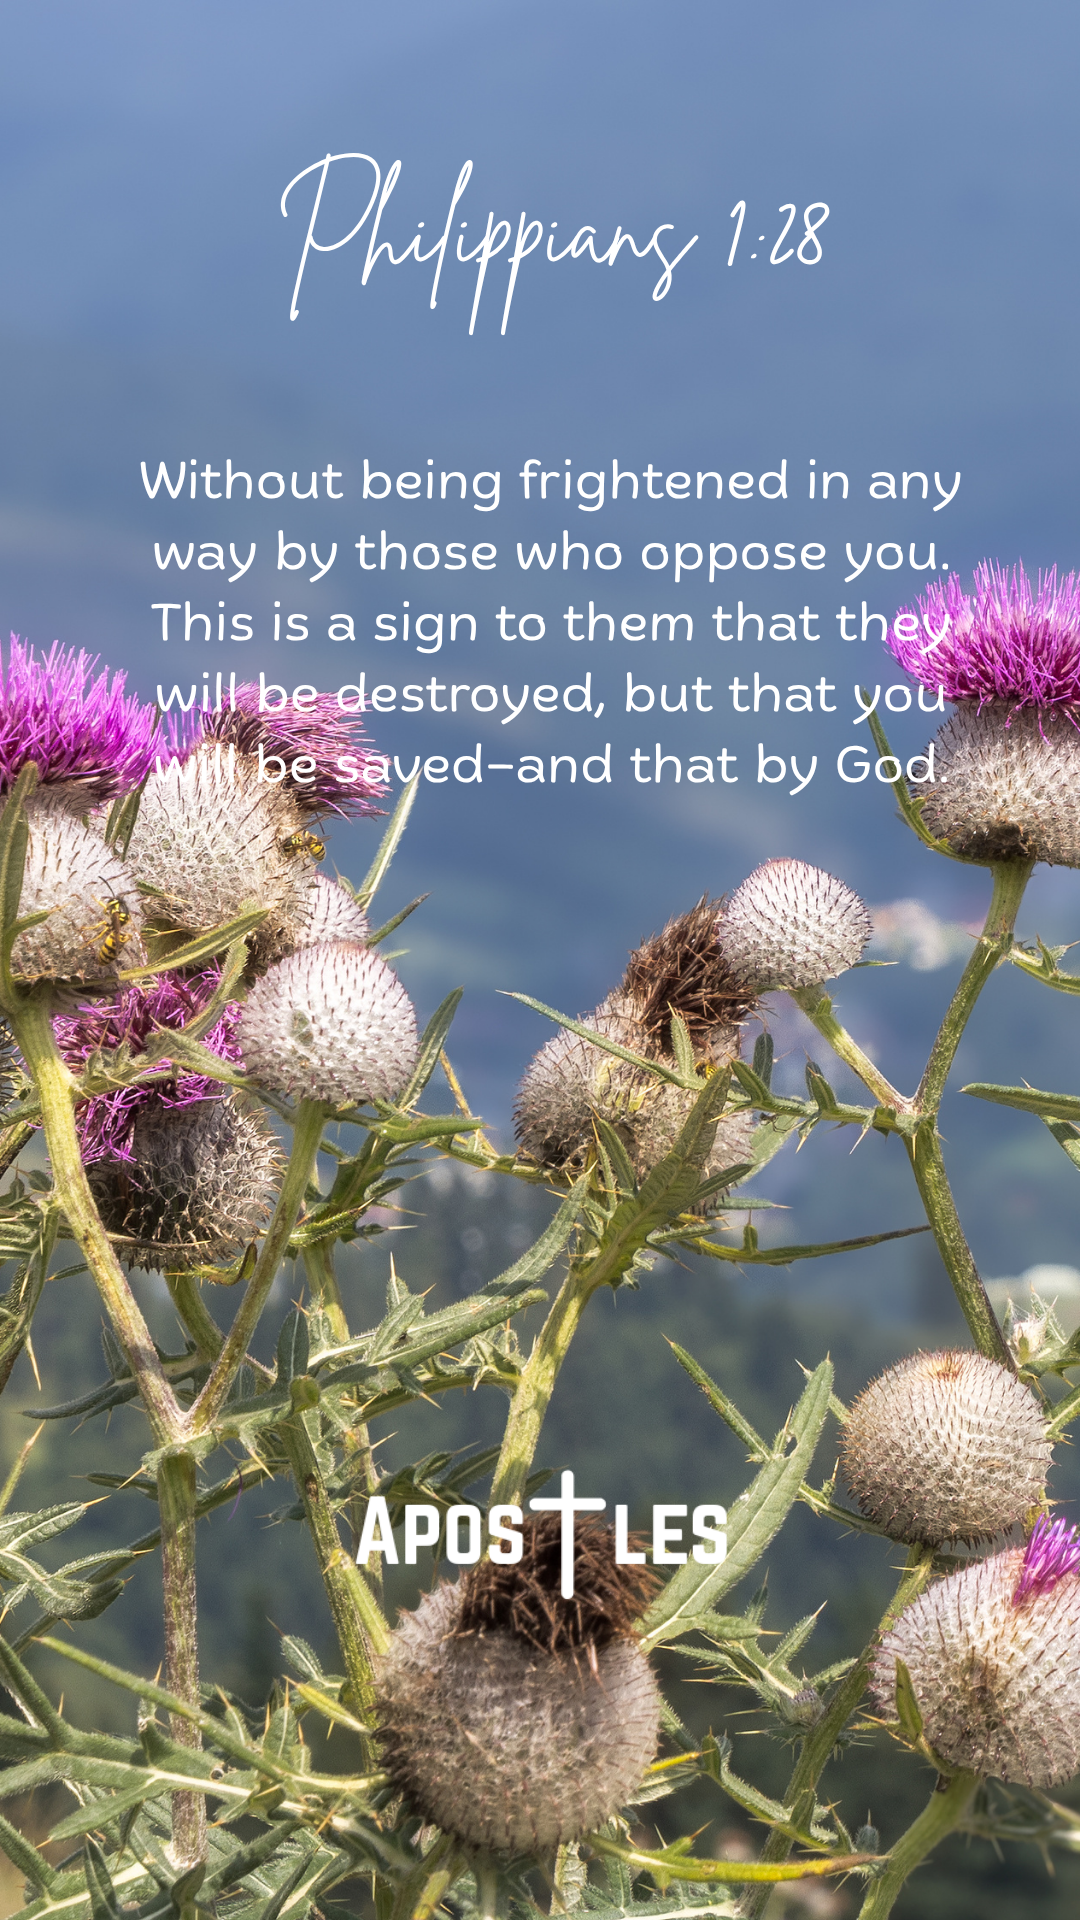 Philippians 1:28
Without being frightened in any
way by those who oppose you.
This is a sign to them that they
will be destroyed, but that you
will be saved–and that by God.
Apostles